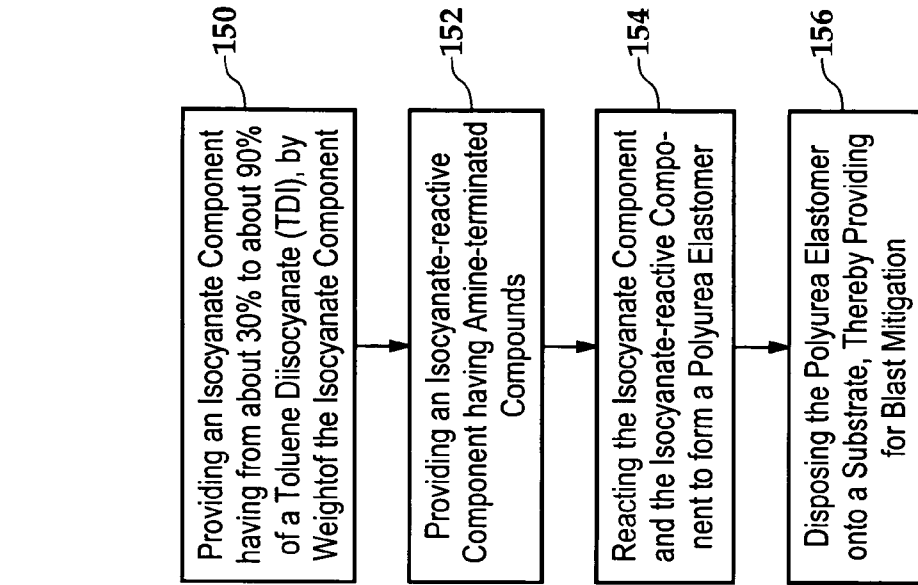 150
Providing an Isocyanate Component
having from about 30% to about 90%
of a Toluene Diisocyanate (TDI), by
Weightof the Isocyanate Component
152
Providing an Isocyanate-reactive
Component having Amine-terminated
Compounds
154
Reacting the Isocyanate Component
and the Isocyanate-reactive Compo-
nent to form a Polyurea Elastomer
156
Disposing the Polyurea Elastomer
onto a Substrate, Thereby Providing
for Blast Mitigation